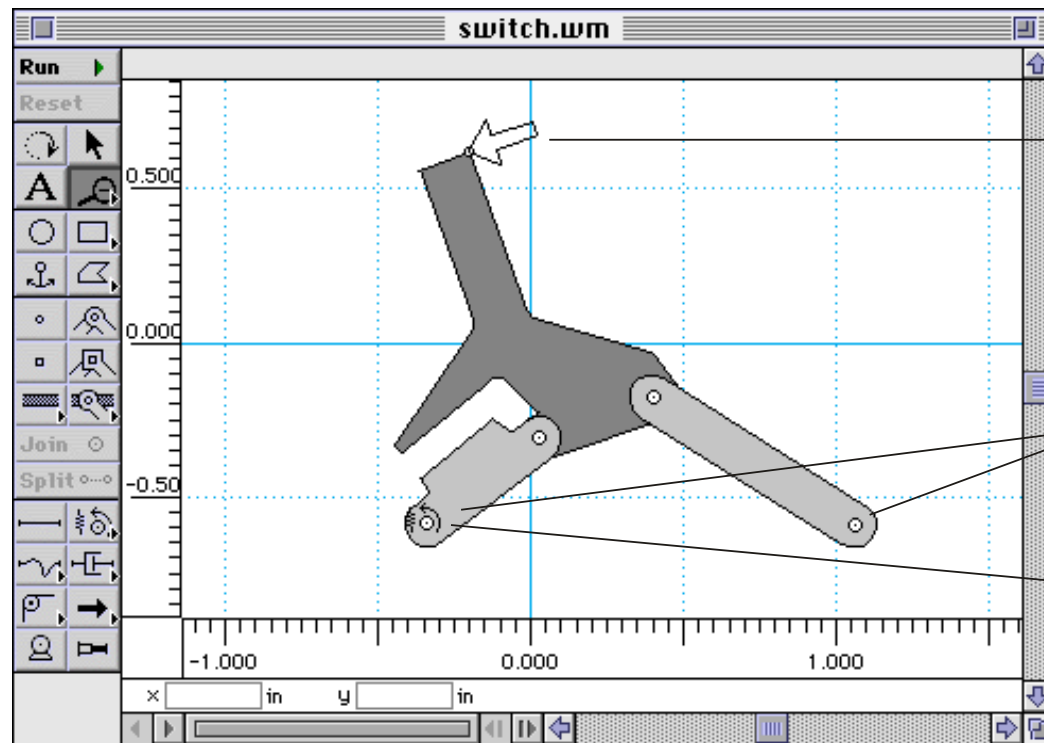 switch.wm
Run
Reset
A
0.500
0.000
Join
-0.50
Split
-1.000 0.000 1.000
x in y in